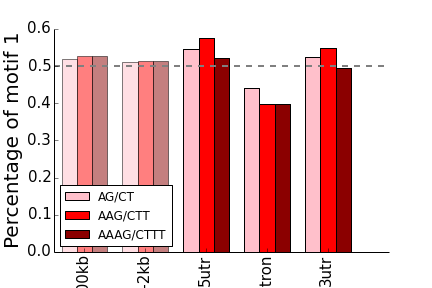 Percentage of motif 1
0.6
0.5
0.4
0.3
0.2
0.1
0.0
AG/CT
AAG/CTT
AAAG/CTTT
00kb
-2kb
5utr
tron
3utr